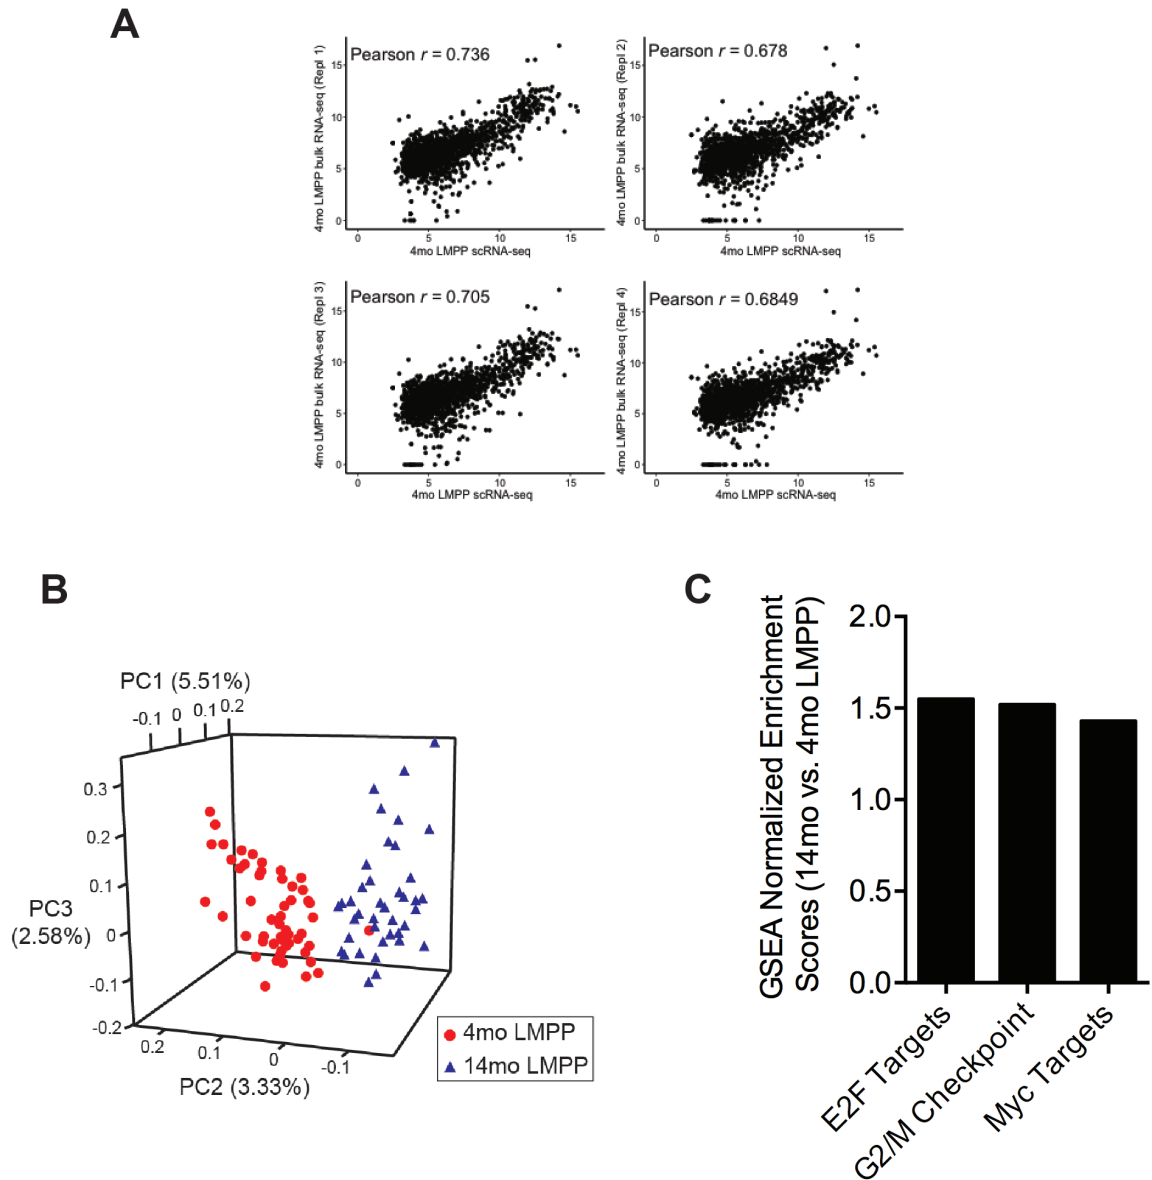 A
Pearson r = 0.736
4mo LMPP bulk RNA-seq (Repl 1)
15
10
5
0
0 5 10 15
4mo LMPP scRNA-seq
Pearson r = 0.678
4mo LMPP bulk RNA-seq (Repl 2)
15
10
5
0
0 5 10 15
4mo LMPP scRNA-seq
Pearson r = 0.705
4mo LMPP bulk RNA-seq (Repl 3)
15
10
5
0
0 5 10 15
4mo LMPP scRNA-seq
Pearson r = 0.6849
4mo LMPP bulk RNA-seq (Repl 4)
15
10
5
0
0 5 10 15
4mo LMPP scRNA-seq
B
PC1 (5.51%)
-0.1 0 0.1 0.2
0.3
0.2
0.1
0
-0.1
-0.2
PC3
(2.58%)
0.2 0.1 0 -0.1
PC2 (3.33%)
4mo LMPP
14mo LMPP
C
GSEA Normalized Enrichment
Scores (14mo vs. 4mo LMPP)
2.0
1.5
1.0
0.5
0.0
E2F Targets
G2/M Checkpoint
Myc Targets